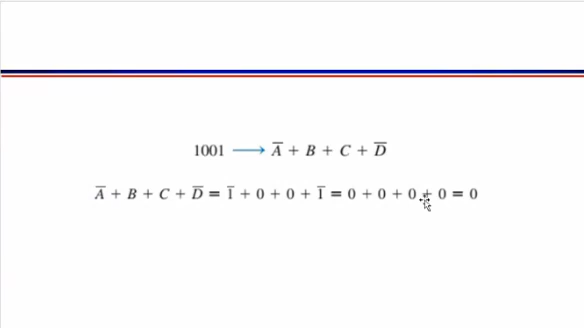 1001 ⟶ A̅ + B + C + D̅
A̅ + B + C + D̅ = 1̅ + 0 + 0 + 1̅ = 0 + 0 + 0 + 0 = 0